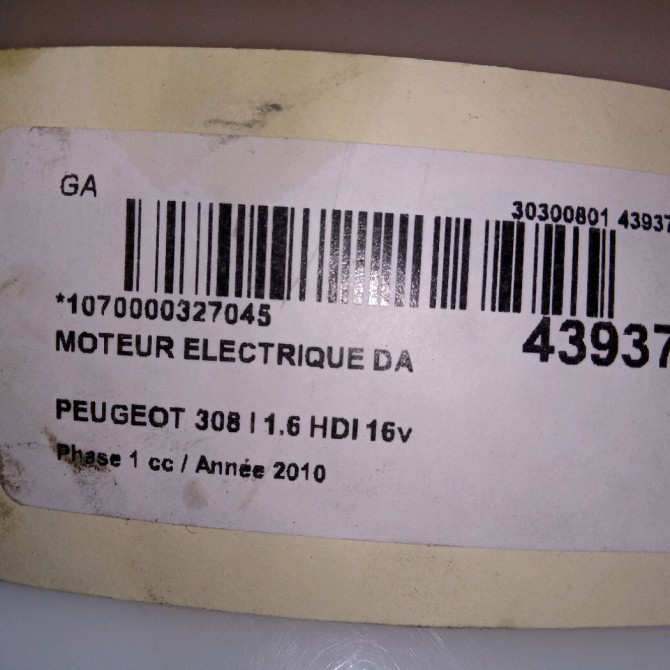 GA
30300801 43937
*1070000327045
43937
MOTEUR ELECTRIQUE DA
PEUGEOT 308 I 1.6 HDI 16v
Phase 1 cc / Année 2010